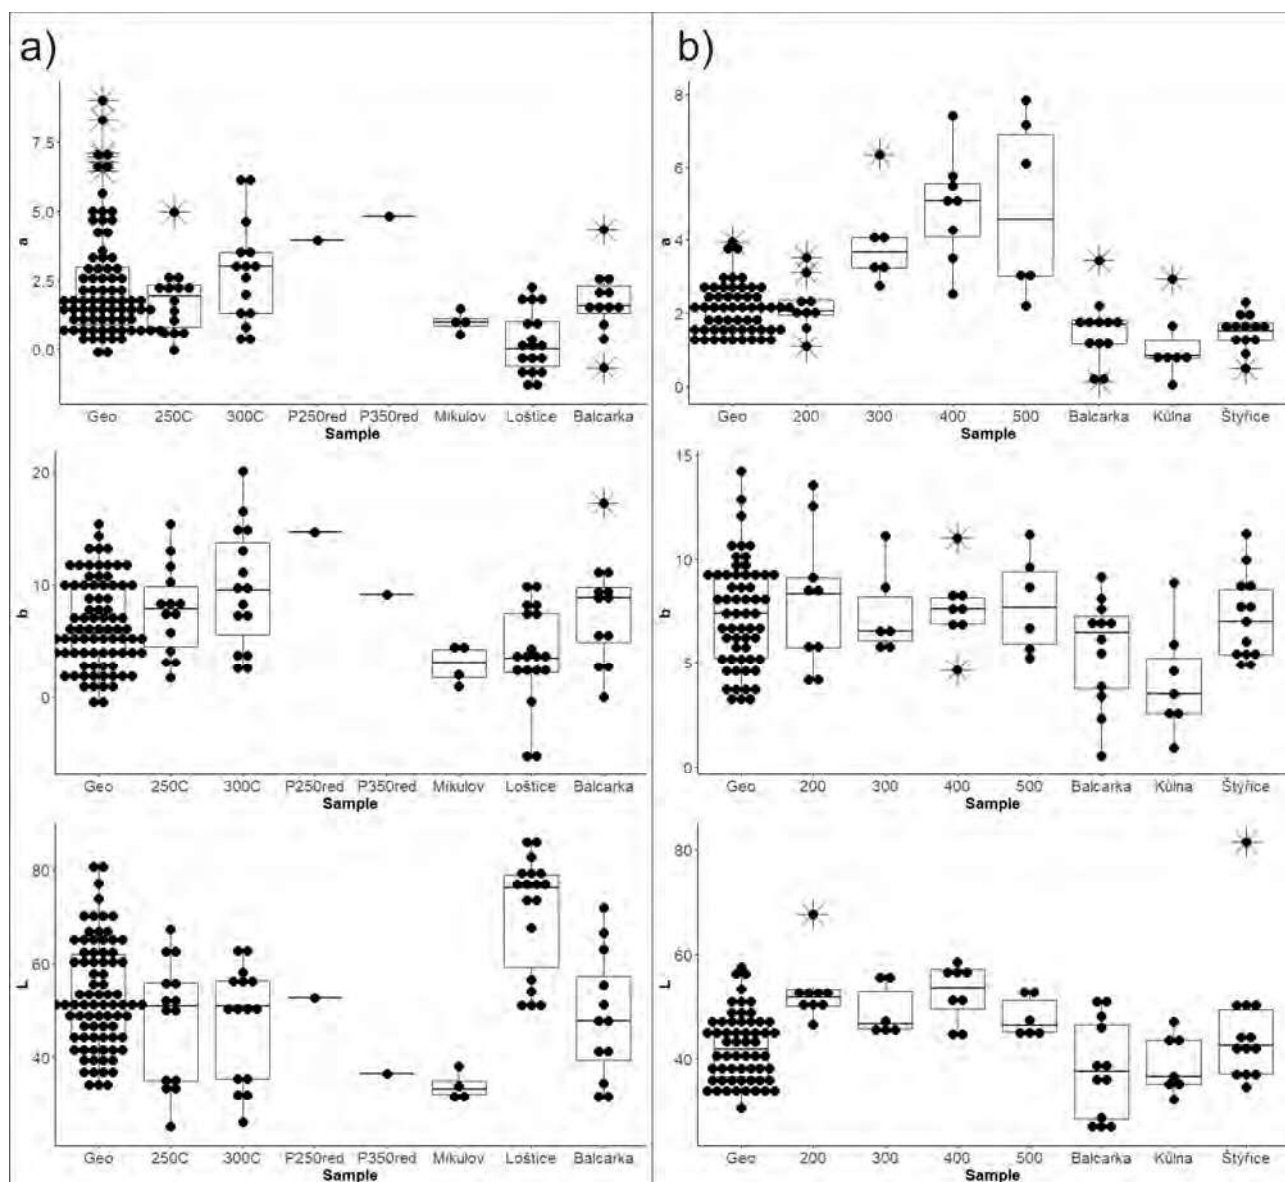 a)
b)
7.5
5.0
2.5
0.0
a
Geo 250C 300C P250red P350red Mikulov Loštice Balcarka
Sample
8
6
4
2
0
a
Geo 200 300 400 500 Balcarka Kůlna Štýřice
Sample
20
10
0
b
Geo 250C 300C P250red P350red Mikulov Loštice Balcarka
Sample
15
10
5
0
b
Geo 200 300 400 500 Balcarka Kůlna Štýřice
Sample
80
60
40
L
Geo 250C 300C P250red P350red Mikulov Loštice Balcarka
Sample
80
60
40
L
Geo 200 300 400 500 Balcarka Kůlna Štýřice
Sample